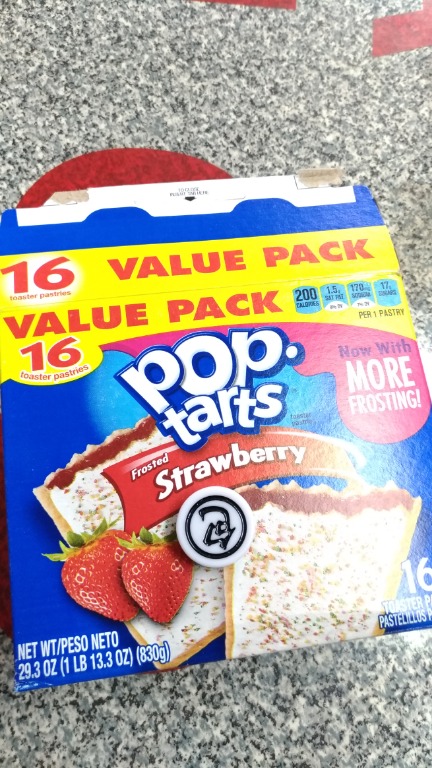 16
toaster pastries
VALUE PACK
VALUE PACK
16
toaster pastries
200
CALORIES
1.5g
SAT FAT
170mg
SODIUM
17g
SUGARS
PER 1 PASTRY
pop.
tarts
toaster
pastries
Now With
MORE
FROSTING!
Frosted
Strawberry
16
TOASTER
PASTELILLOS
NET WT/PESO NETO
29.3 OZ (1 LB 13.3 OZ) (830g)